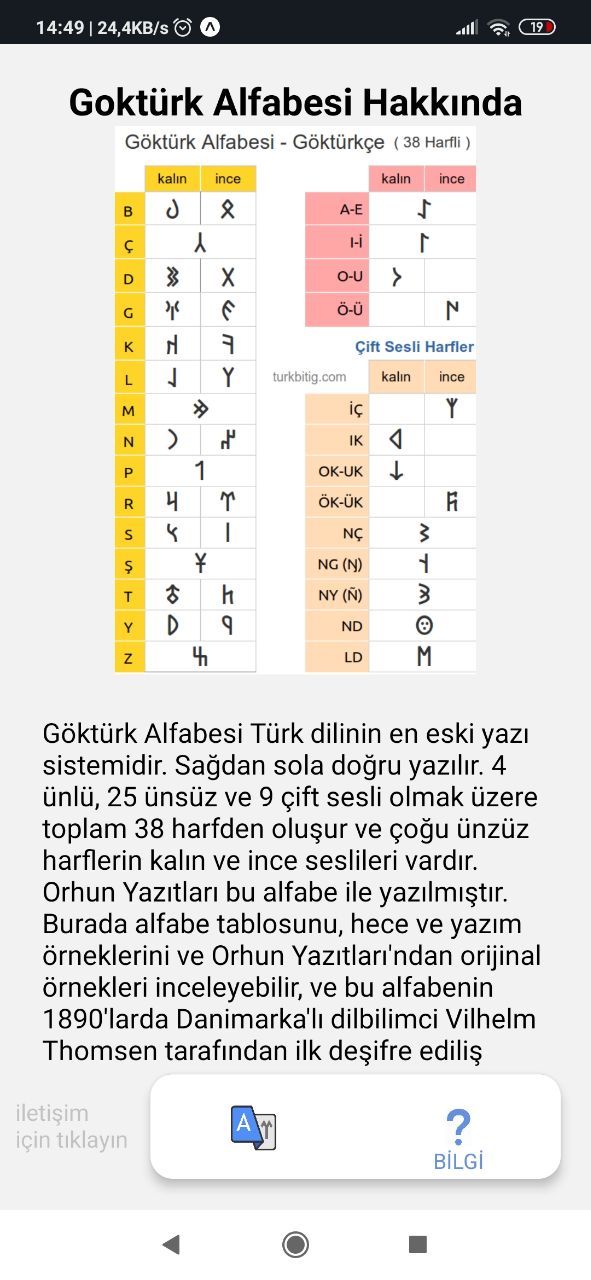 14:49 | 24,4KB/s
19
Goktürk Alfabesi Hakkında
Göktürk Alfabesi - Göktürkçe ( 38 Harfli )
kalın ince
B 𐰉 𐰋
Ç 𐰲
D 𐰑 𐰓
G 𐰍 𐰏
K 𐰴 𐰚
L 𐰞 𐰠
M 𐰢
N 𐰣 𐰤
P 𐰯
R 𐰺 𐰼
S 𐰽 𐰾
Ş 𐱁
T 𐱃 𐱅
Y 𐰖 𐰘
Z 𐰔
kalın ince
A-E 𐰀
I-İ 𐰃
O-U 𐰆
Ö-Ü 𐰇
Çift Sesli Harfler
turkbitig.com
kalın ince
İÇ 𐰱
IK 𐰶
OK-UK 𐰸
ÖK-ÜK 𐰜
NÇ 𐰨
NG (Ŋ) 𐰭
NY (Ñ) 𐰪
ND 𐰦
LD 𐰡
Göktürk Alfabesi Türk dilinin en eski yazı
sistemidir. Sağdan sola doğru yazılır. 4
ünlü, 25 ünsüz ve 9 çift sesli olmak üzere
toplam 38 harfden oluşur ve çoğu ünzüz
harflerin kalın ve ince seslileri vardır.
Orhun Yazıtları bu alfabe ile yazılmıştır.
Burada alfabe tablosunu, hece ve yazım
örneklerini ve Orhun Yazıtları'ndan orijinal
örnekleri inceleyebilir, ve bu alfabenin
1890'larda Danimarka'lı dilbilimci Vilhelm
Thomsen tarafından ilk deşifre ediliş
iletişim
için tıklayın
A
?
BİLGİ